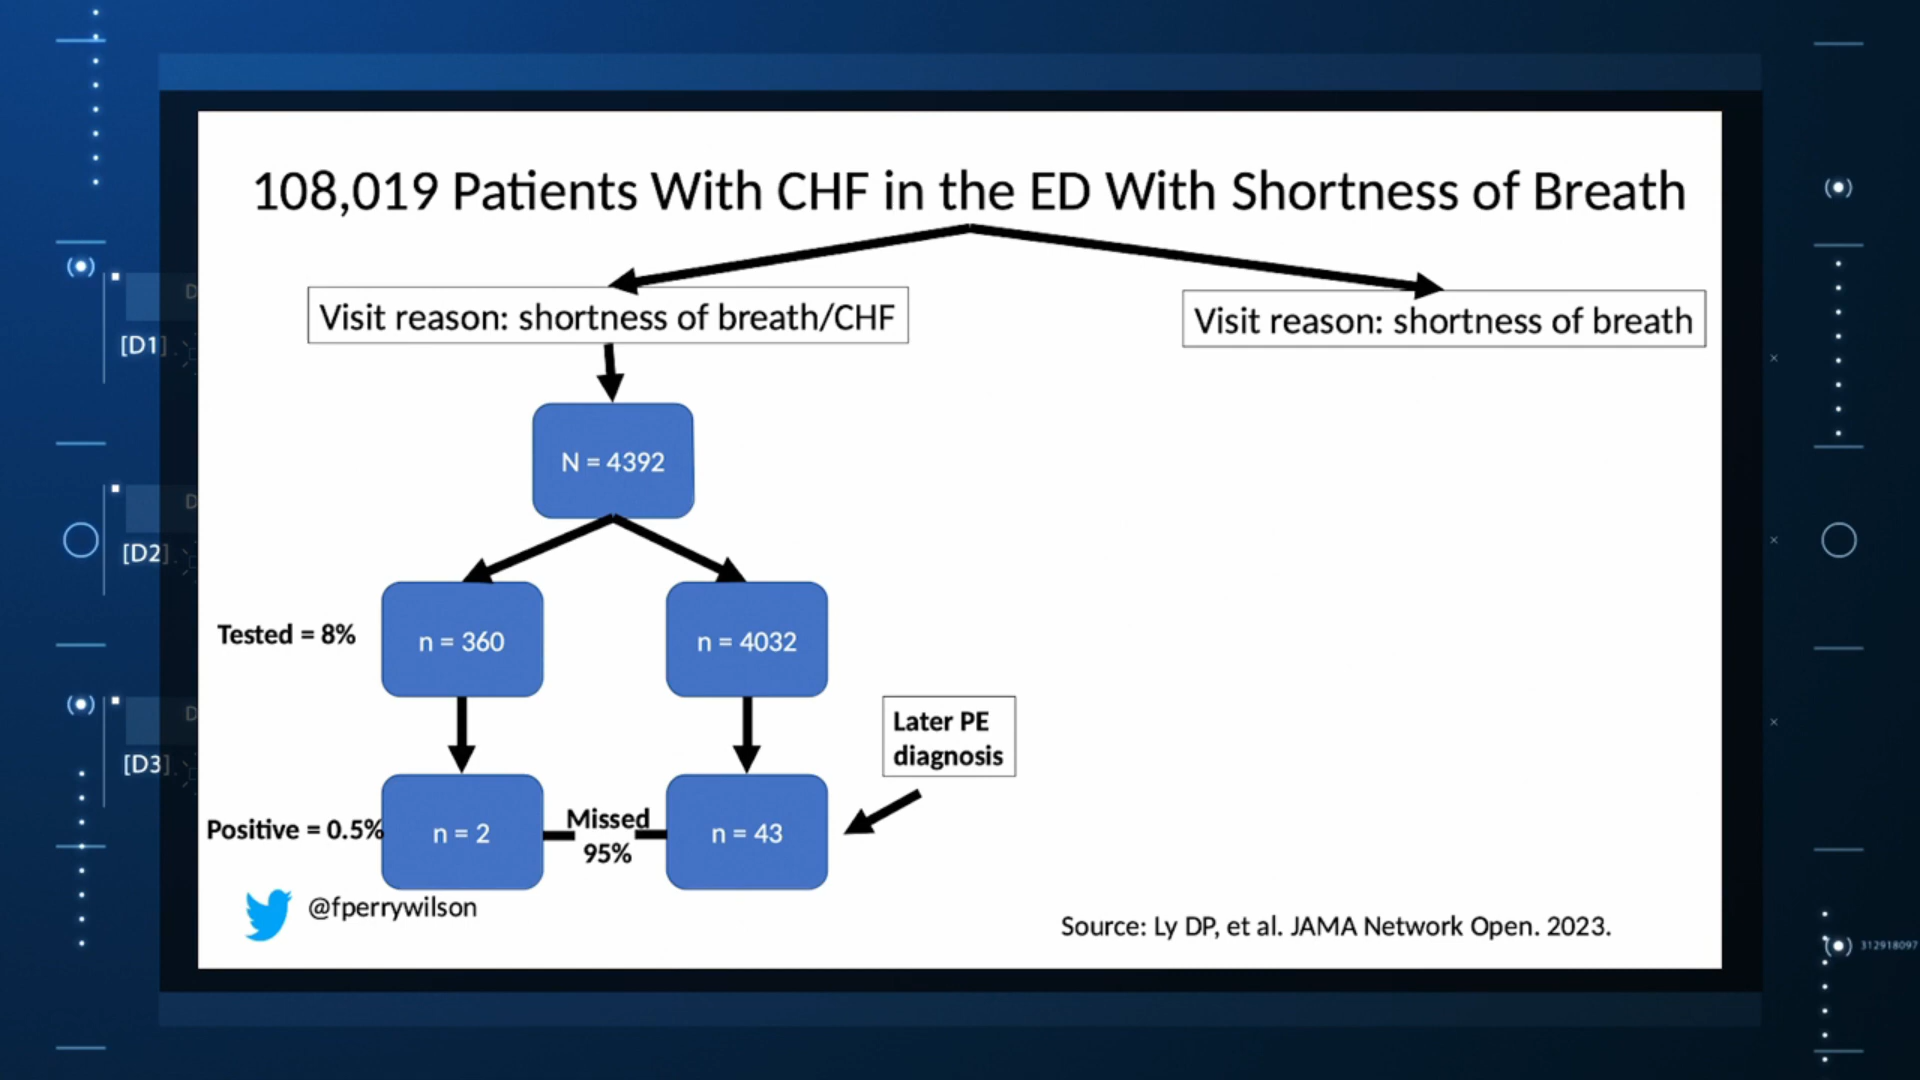 108,019 Patients With CHF in the ED With Shortness of Breath
Visit reason: shortness of breath/CHF
Visit reason: shortness of breath
N = 4392
Tested = 8%
n = 360
n = 4032
Later PE
diagnosis
Positive = 0.5%
n = 2
Missed
95%
n = 43
@fperrywilson
Source: Ly DP, et al. JAMA Network Open. 2023.
[D1]
[D2]
[D3]
D
D
D
312918097